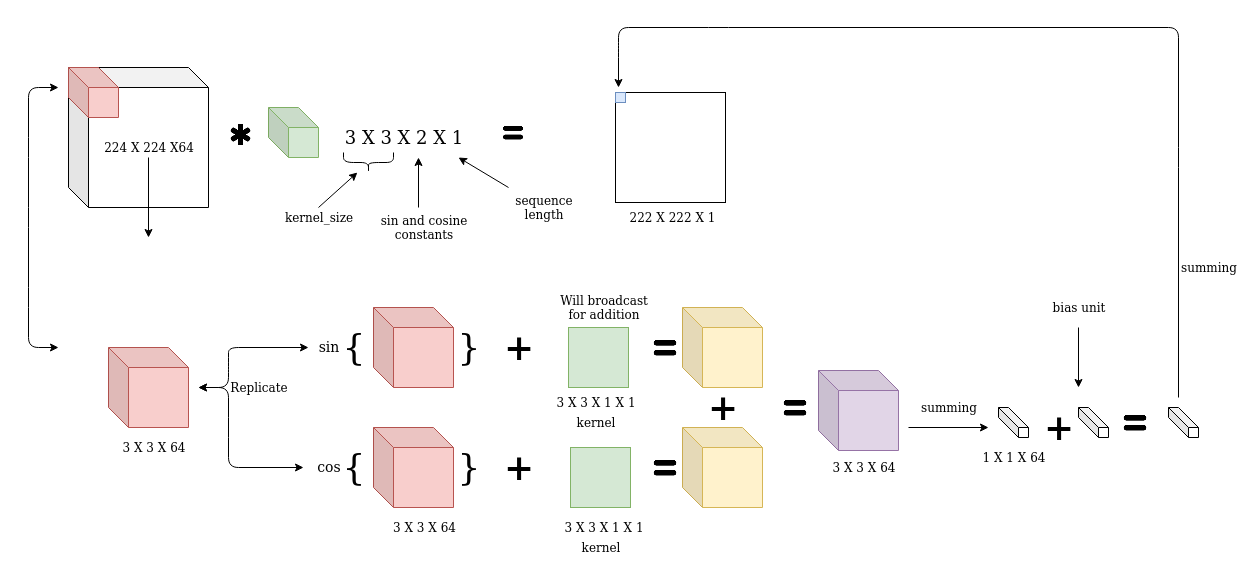 224 X 224 X64
3 X 3 X 2 X 1
kernel_size
sin and cosine
constants
sequence
length
222 X 222 X 1
summing
3 X 3 X 64
Replicate
sin { }
cos { }
3 X 3 X 64
Will broadcast
for addition
3 X 3 X 1 X 1
kernel
3 X 3 X 1 X 1
kernel
3 X 3 X 64
summing
bias unit
1 X 1 X 64